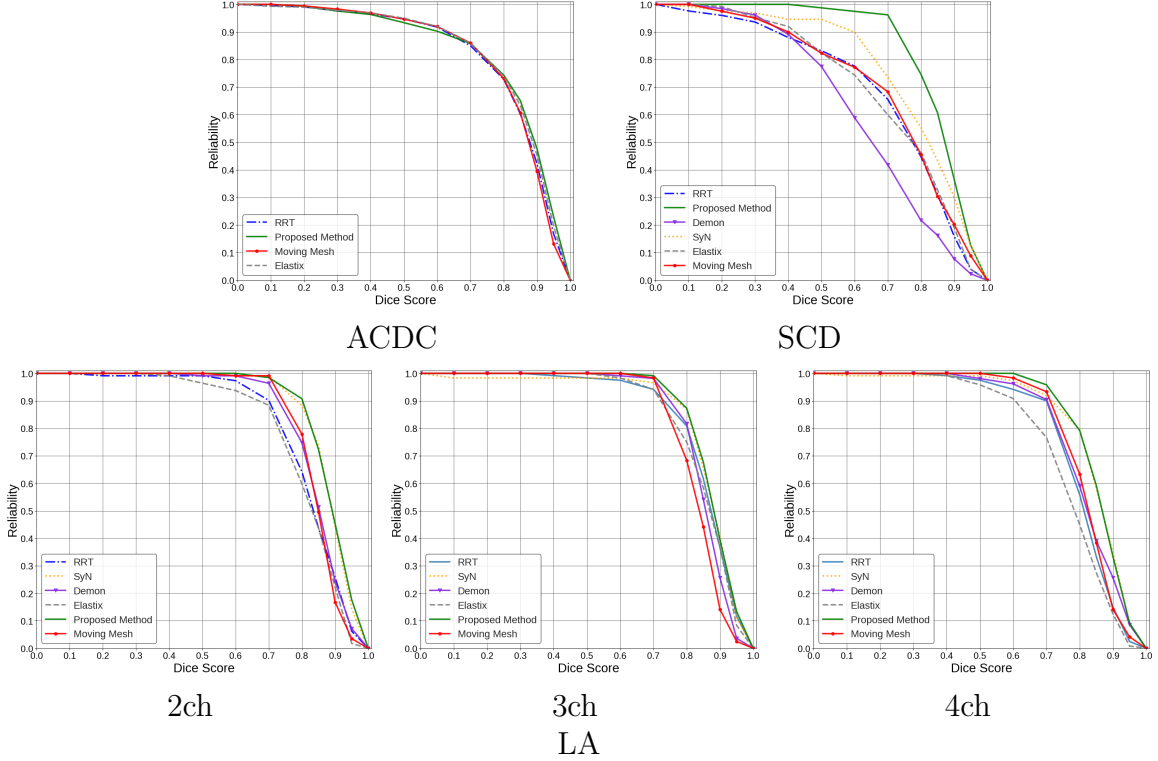 1.0
0.9
0.8
0.7
0.6
0.5
0.4
0.3
0.2
0.1
0.0
Reliability
RRT
Proposed Method
Moving Mesh
Elastix
0.0 0.1 0.2 0.3 0.4 0.5 0.6 0.7 0.8 0.9 1.0
Dice Score
ACDC
1.0
0.9
0.8
0.7
0.6
0.5
0.4
0.3
0.2
0.1
0.0
Reliability
RRT
Proposed Method
Demon
SyN
Elastix
Moving Mesh
0.0 0.1 0.2 0.3 0.4 0.5 0.6 0.7 0.8 0.9 1.0
Dice Score
SCD
1.0
0.9
0.8
0.7
0.6
0.5
0.4
0.3
0.2
0.1
0.0
Reliability
RRT
SyN
Demon
Elastix
Proposed Method
Moving Mesh
0.0 0.1 0.2 0.3 0.4 0.5 0.6 0.7 0.8 0.9 1.0
Dice Score
2ch
1.0
0.9
0.8
0.7
0.6
0.5
0.4
0.3
0.2
0.1
0.0
Reliability
RRT
SyN
Demon
Elastix
Proposed Method
Moving Mesh
0.0 0.1 0.2 0.3 0.4 0.5 0.6 0.7 0.8 0.9 1.0
Dice Score
3ch
1.0
0.9
0.8
0.7
0.6
0.5
0.4
0.3
0.2
0.1
0.0
Reliability
RRT
SyN
Demon
Elastix
Proposed Method
Moving Mesh
0.0 0.1 0.2 0.3 0.4 0.5 0.6 0.7 0.8 0.9 1.0
Dice Score
4ch
LA